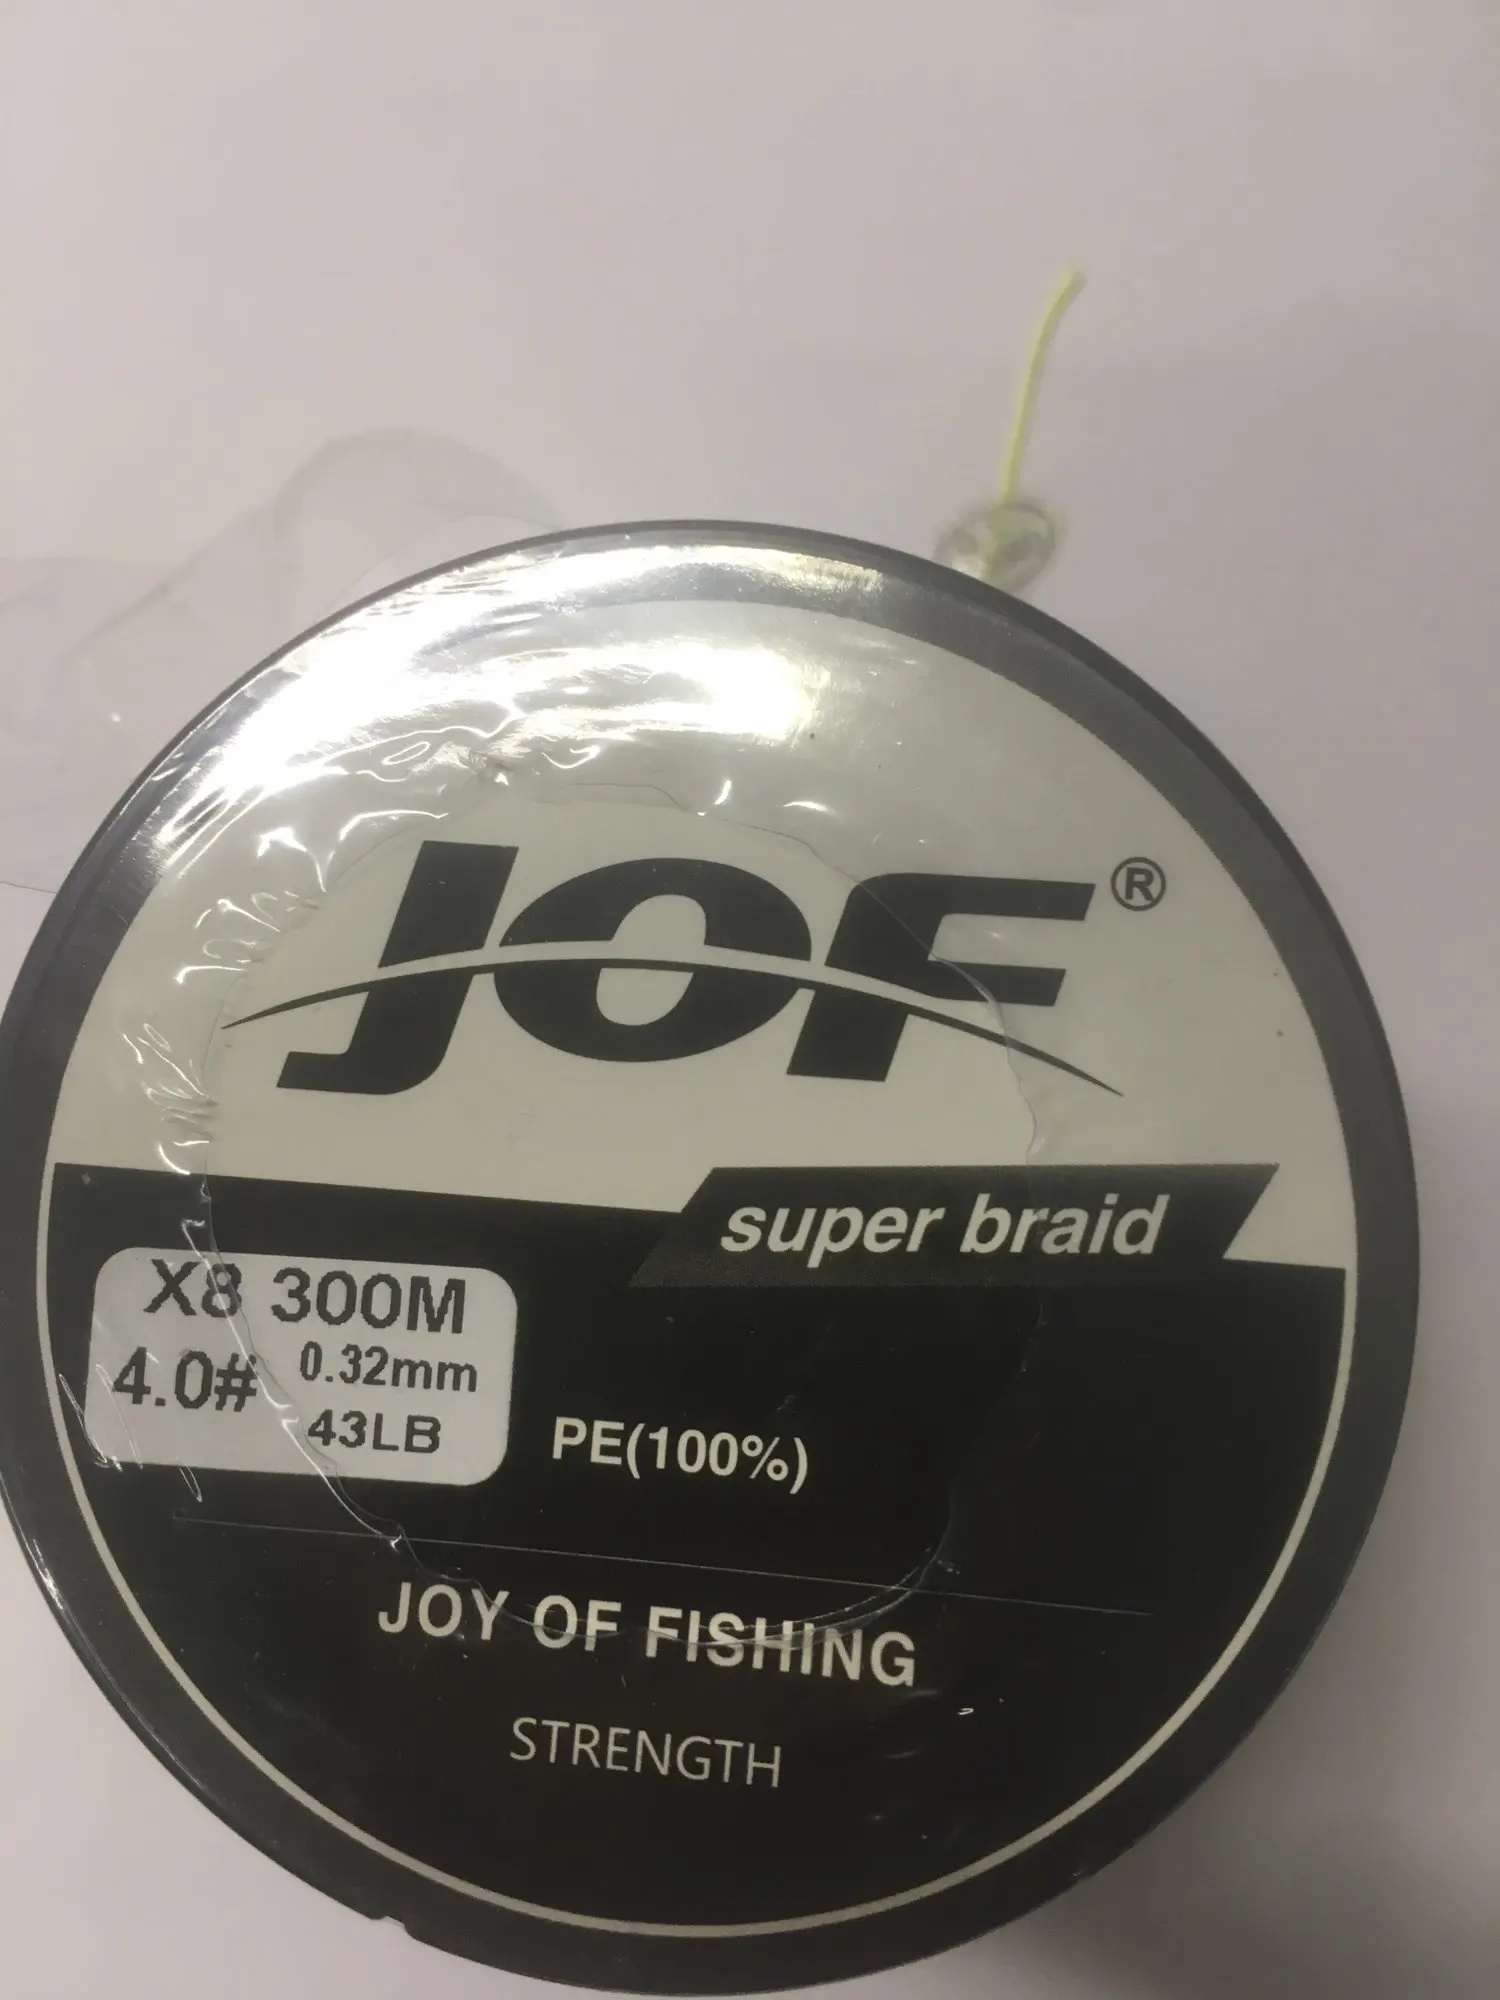 JOF®
super braid
X8 300M
4.0# 0.32mm
43LB
PE(100%)
JOY OF FISHING
STRENGTH